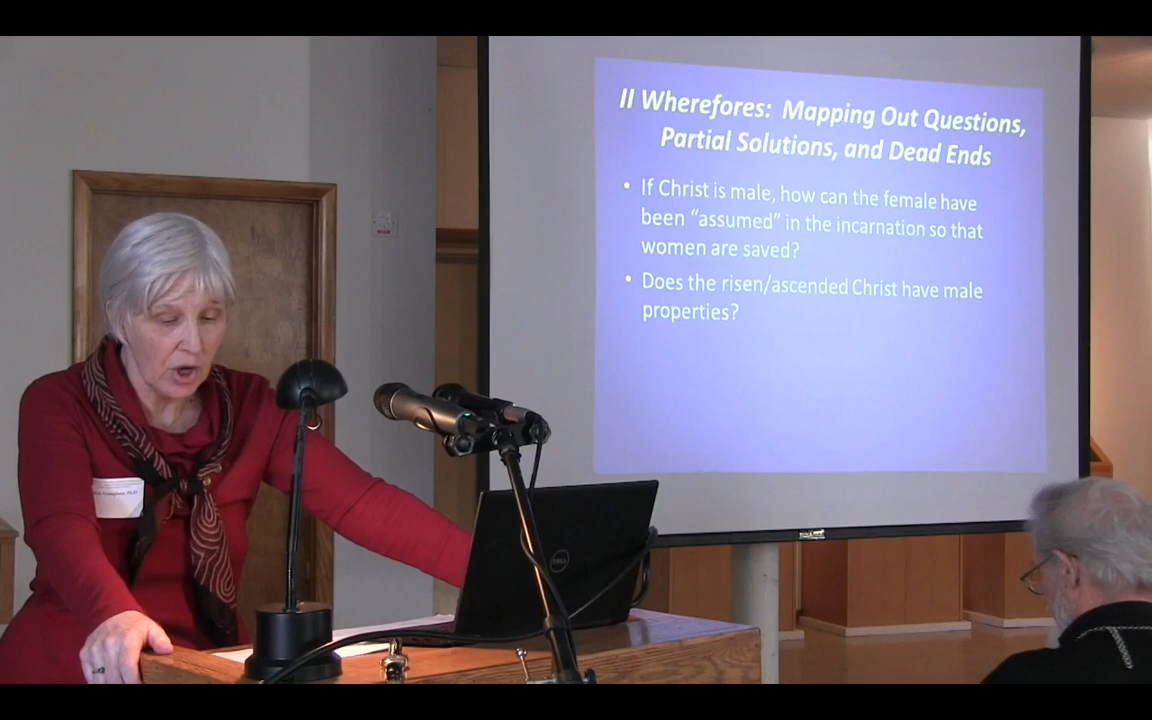 II Wherefores:  Mapping Out Questions,
Partial Solutions, and Dead Ends
• If Christ is male, how can the female have
been “assumed” in the incarnation so that
women are saved?
• Does the risen/ascended Christ have male
properties?
DELL